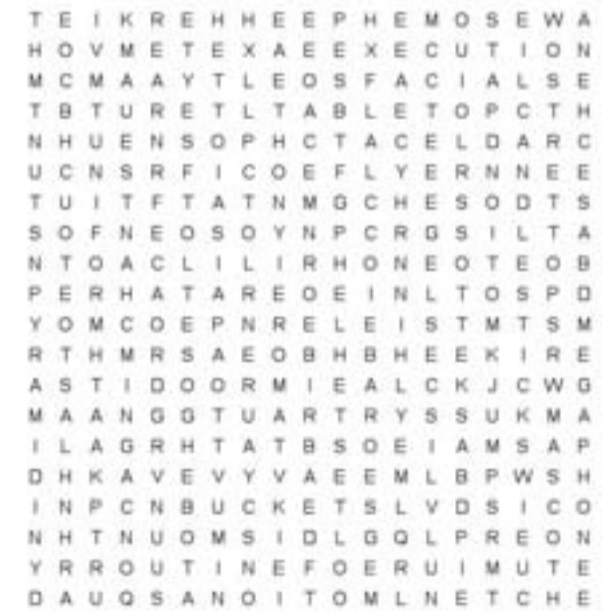 T E I K R E H H E E P H E M O S E W A
H O V M E T E X A E E X E C U T I O N
M C M A A Y T L E O S F A C I A L S E
T B T U R E T L T A B L E T O P C T H
N H U E N S O P H C T A C E L D A R C
U C N S R F I C O E F L Y E R N N E E
T U I T F T A T N M G C H E S O D T S
S O F N E O S O Y N P C R G S I L T A
N T O A C L I L I R H O N E O T E O B
P E R H A T A R E O E I N L T O S P D
Y O M C O E P N R E L E I S T M T S M
R T H M R S A E O B H B H E E K I R E
A S T I D O O R M I E A L C K J C W G
M A A N G G T U A R T R Y S S U K M A
I L A G R H T A T B S O E I A M S A P
D H K A V E V Y V A E E M L B P W S H
I N P C N B U C K E T S L V D S I C O
N H T N U O M S I D L G Q L P R E O N
Y R R O U T I N E F O E R U I M U T E
D A U Q S A N O I T O M L N E T C H E